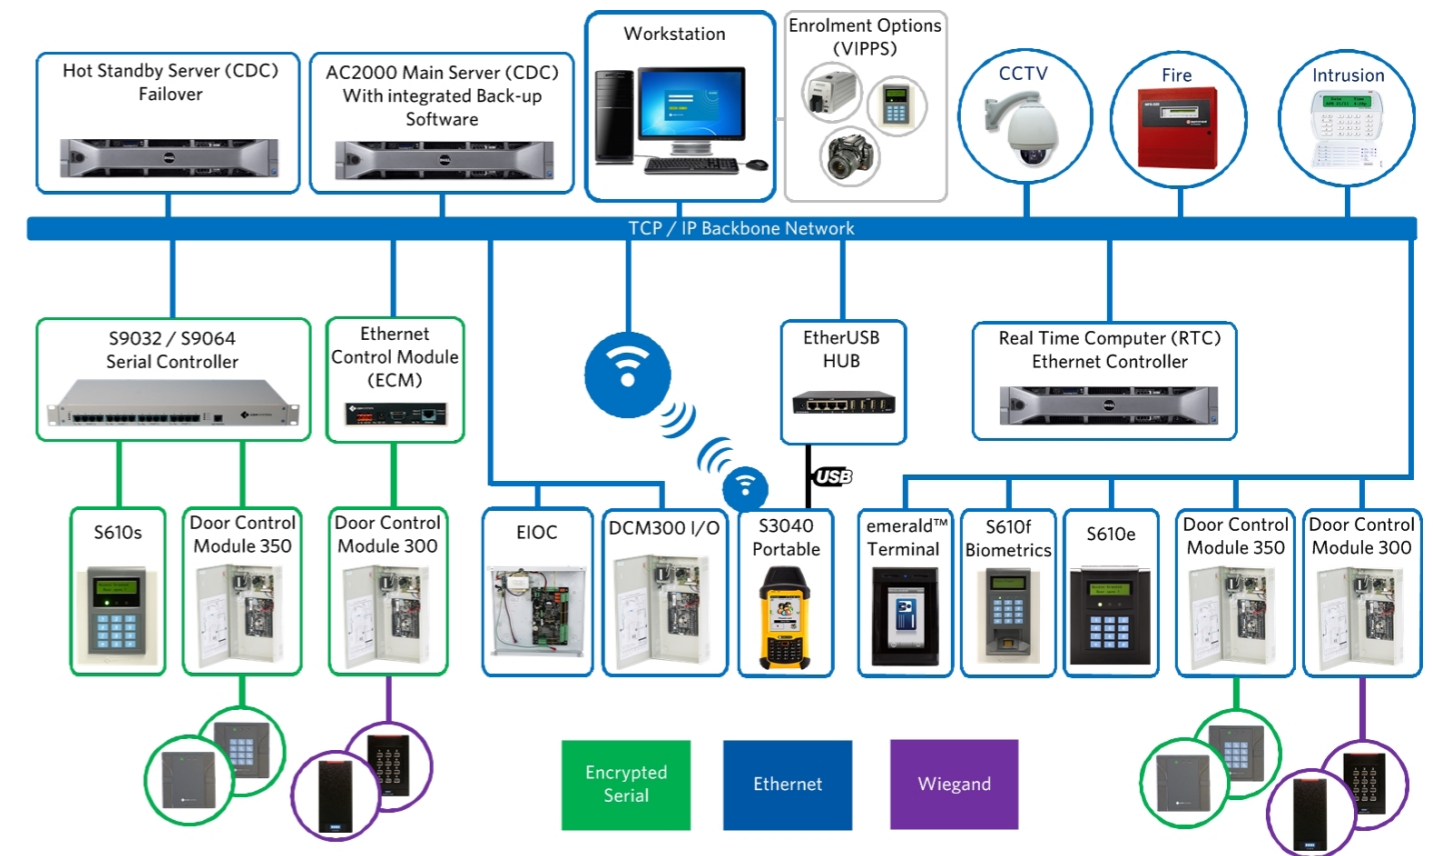 Workstation
Enrolment Options
(VIPPS)
Hot Standby Server (CDC)
Failover
AC2000 Main Server (CDC)
With integrated Back-up
Software
CCTV
Fire
Intrusion
TCP / IP Backbone Network
S9032 / S9064
Serial Controller
Ethernet
Control Module
(ECM)
EtherUSB
HUB
Real Time Computer (RTC)
Ethernet Controller
USB
S610s
Door Control
Module 350
Door Control
Module 300
EIOC
DCM300 I/O
S3040
Portable
emerald™
Terminal
S610f
Biometrics
S610e
Door Control
Module 350
Door Control
Module 300
Encrypted
Serial
Ethernet
Wiegand